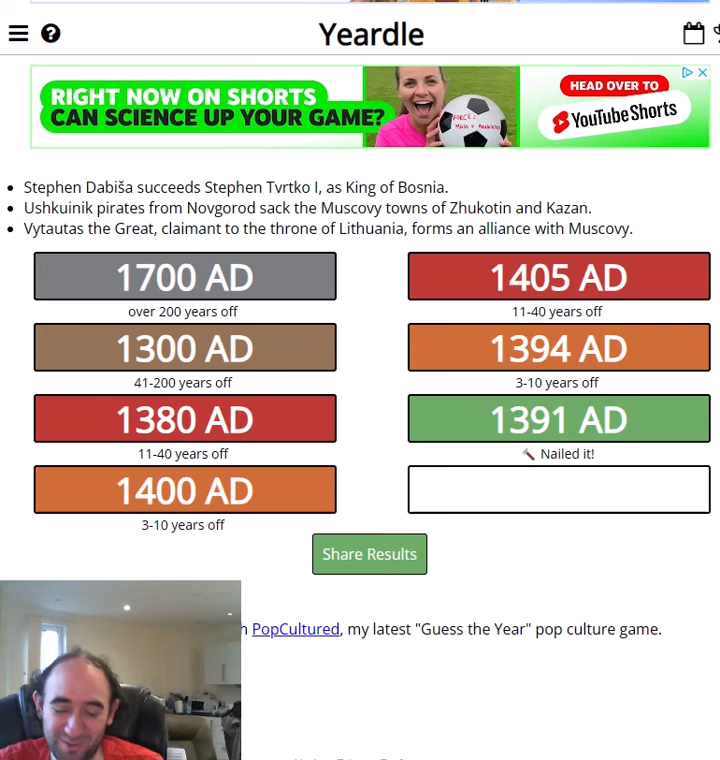 Yeardle
RIGHT NOW ON SHORTS
CAN SCIENCE UP YOUR GAME?
FORCE =
Mass x
HEAD OVER TO
YouTube Shorts
Stephen Dabiša succeeds Stephen Tvrtko I, as King of Bosnia.
Ushkuinik pirates from Novgorod sack the Muscovy towns of Zhukotin and Kazan.
Vytautas the Great, claimant to the throne of Lithuania, forms an alliance with Muscovy.
1700 AD
over 200 years off
1300 AD
41-200 years off
1380 AD
11-40 years off
1400 AD
3-10 years off
1405 AD
11-40 years off
1394 AD
3-10 years off
1391 AD
🔨 Nailed it!
Share Results
PopCultured, my latest "Guess the Year" pop culture game.